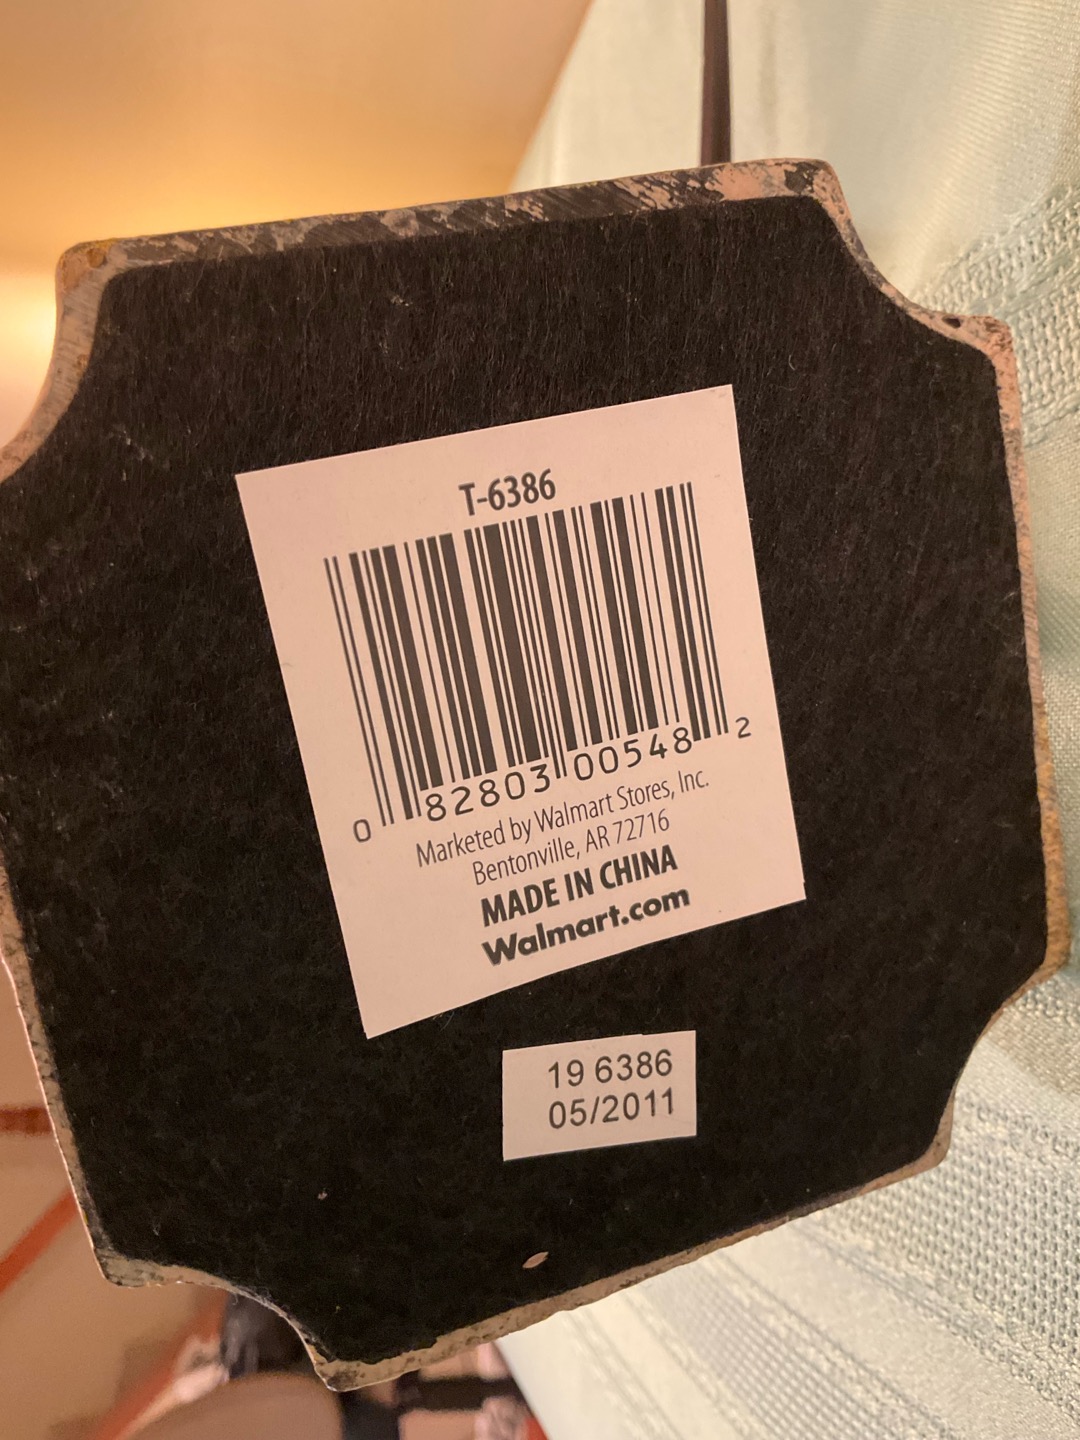 T-6386
0 82803 00548 2
Marketed by Walmart Stores, Inc.
Bentonville, AR 72716
MADE IN CHINA
Walmart.com
19 6386
05/2011